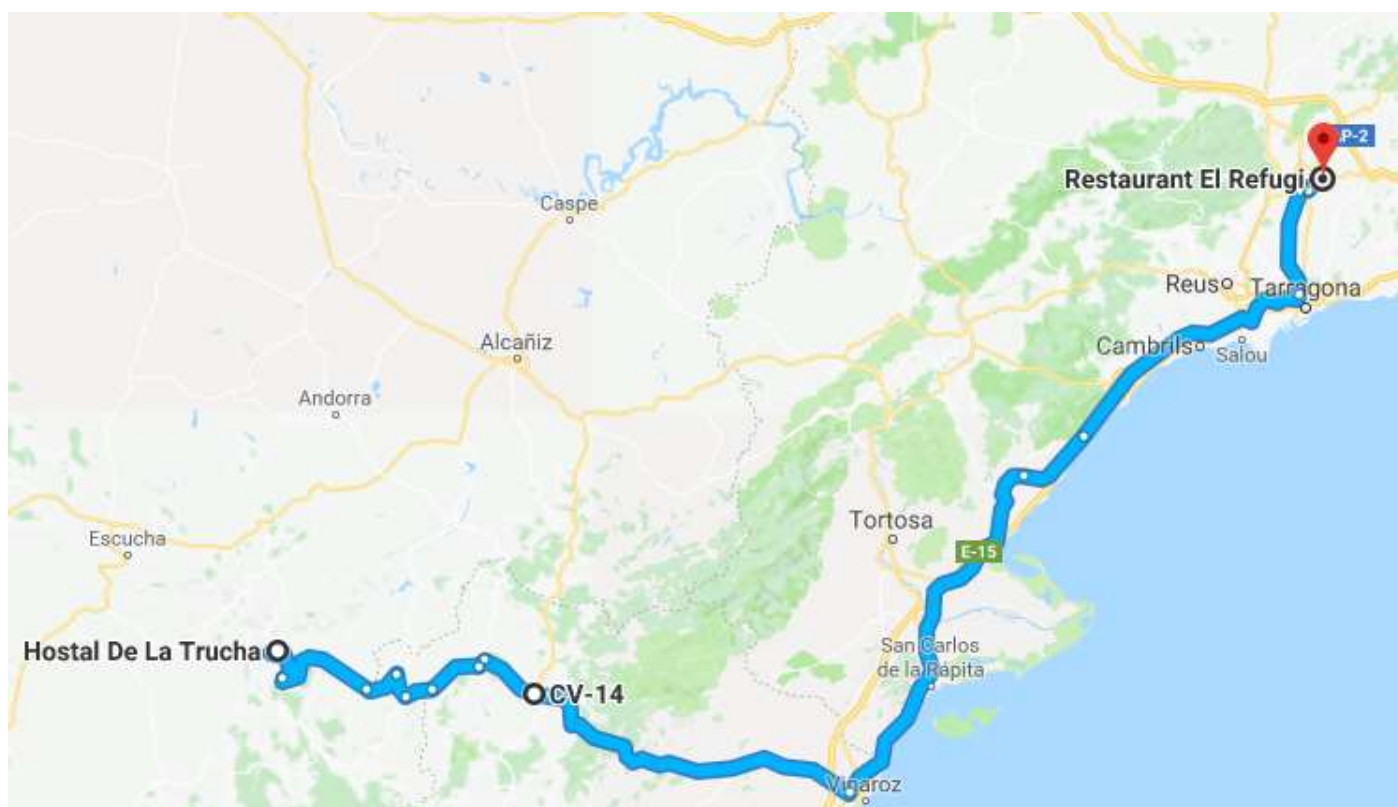 AP-2
Restaurant El Refugi
Caspe
Reus
Tarragona
Alcañiz
Cambrils
Salou
Andorra
Tortosa
Escucha
E-15
Hostal De La Trucha
San Carlos
de la Rápita
CV-14
Vinaroz